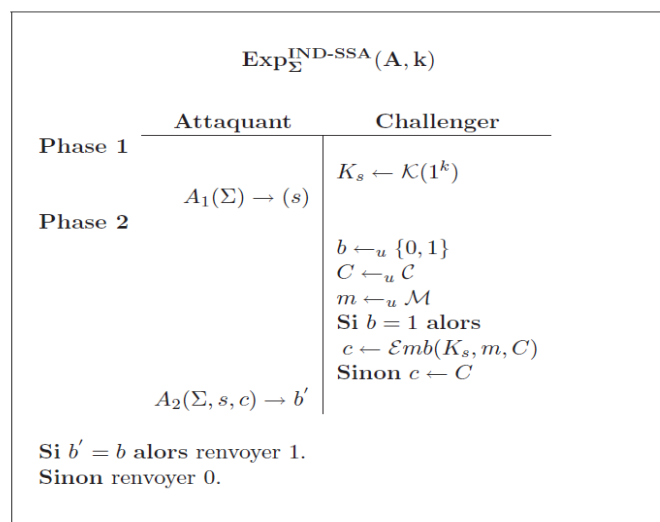 Exp_Σ^IND-SSA(A, k)
Attaquant Challenger
Phase 1
K_s ← 𝒦(1^k)
A_1(Σ) → (s)
Phase 2
b ←_u {0, 1}
C ←_u 𝒞
m ←_u ℳ
Si b = 1 alors
c ← ℰmb(K_s, m, C)
Sinon c ← C
A_2(Σ, s, c) → b′
Si b′ = b alors renvoyer 1.
Sinon renvoyer 0.